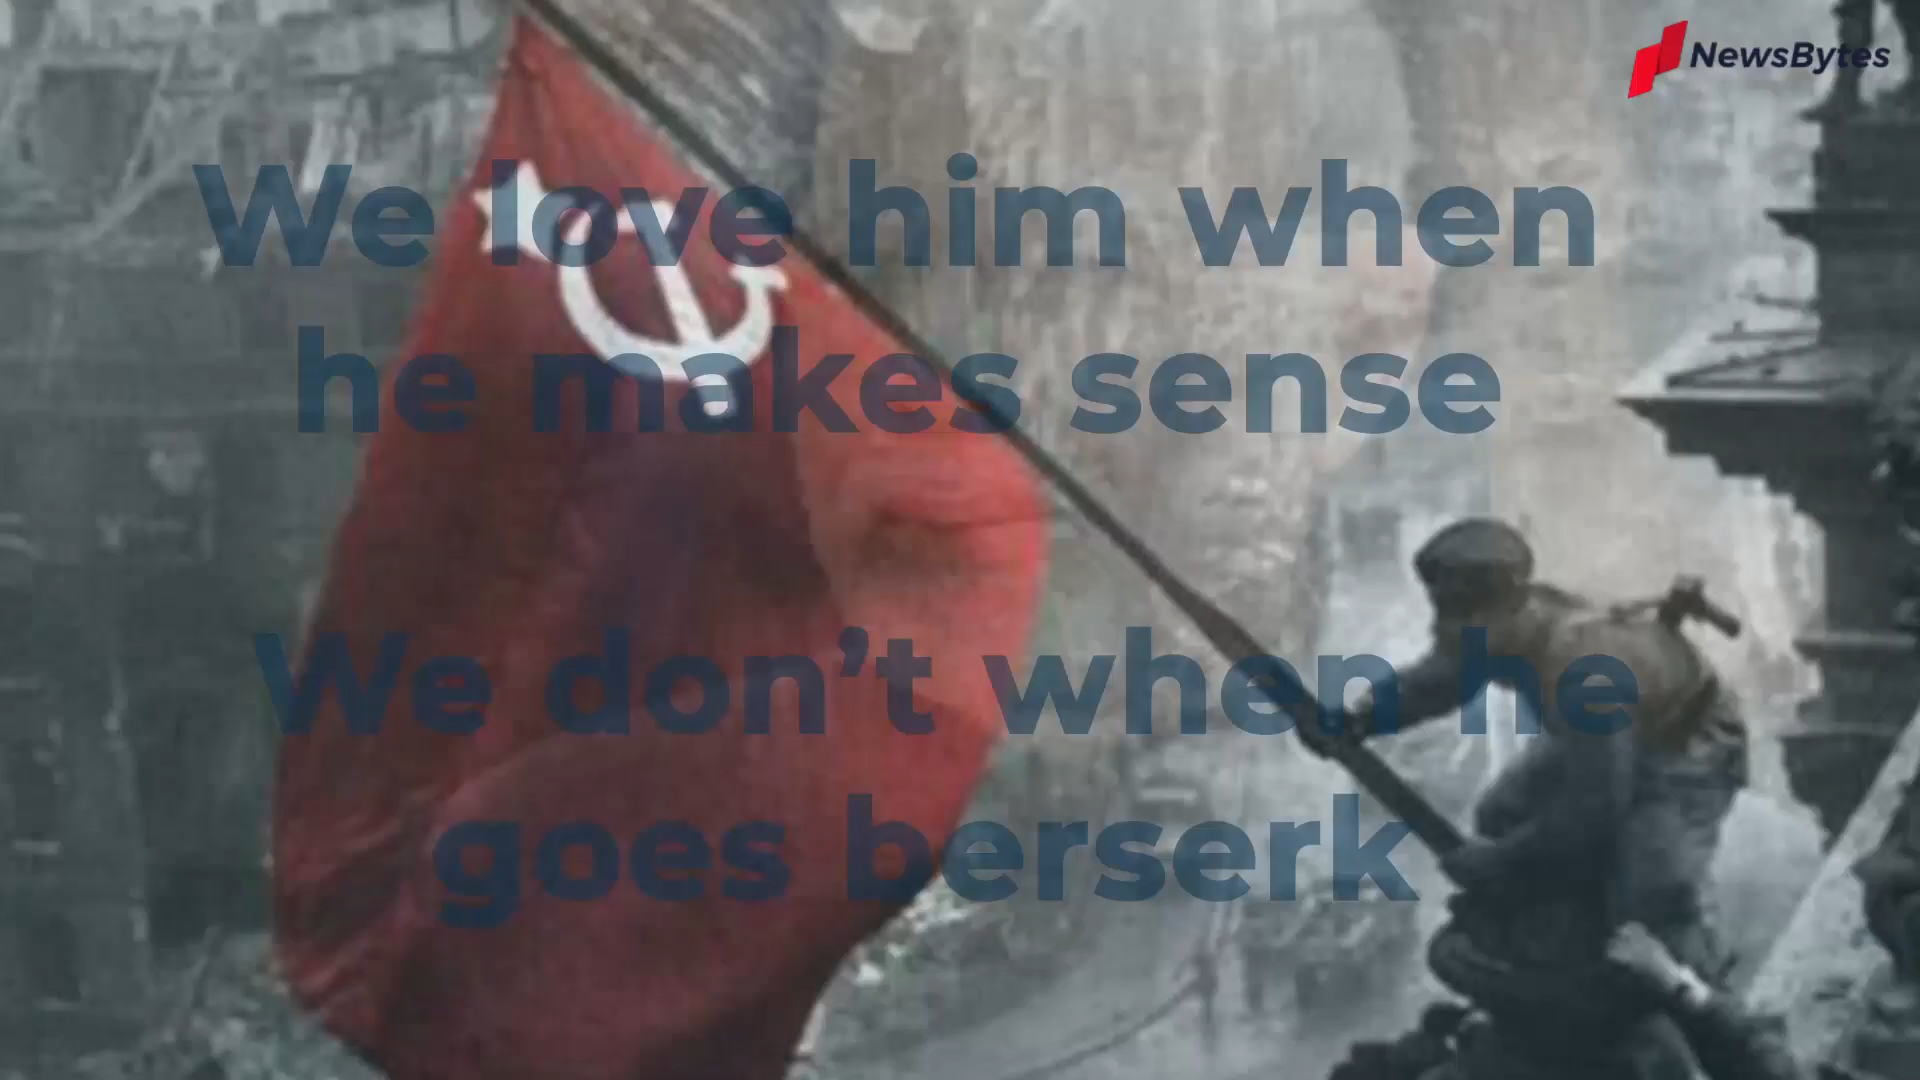 NewsBytes
We love him when
he makes sense
We don't when he
goes berserk